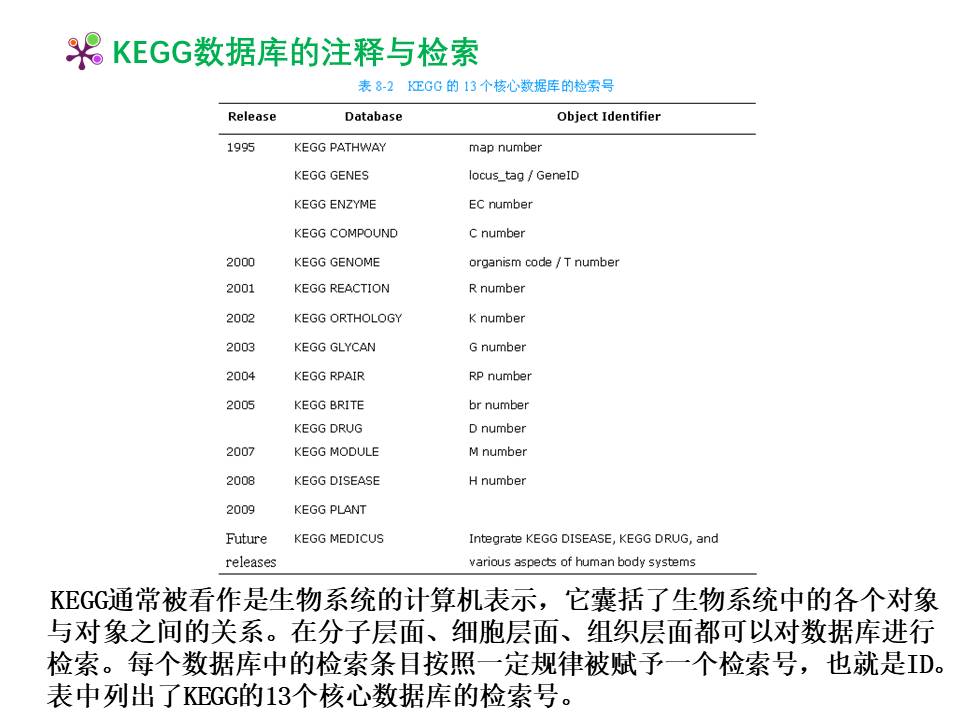 KEGG数据库的注释与检索
表 8-2 KEGG 的 13 个核心数据库的检索号
Release Database Object Identifier
1995 KEGG PATHWAY map number
KEGG GENES locus_tag / GeneID
KEGG ENZYME EC number
KEGG COMPOUND C number
2000 KEGG GENOME organism code / T number
2001 KEGG REACTION R number
2002 KEGG ORTHOLOGY K number
2003 KEGG GLYCAN G number
2004 KEGG RPAIR RP number
2005 KEGG BRITE br number
KEGG DRUG D number
2007 KEGG MODULE M number
2008 KEGG DISEASE H number
2009 KEGG PLANT
Future KEGG MEDICUS Integrate KEGG DISEASE, KEGG DRUG, and
releases various aspects of human body systems
KEGG通常被看作是生物系统的计算机表示，它囊括了生物系统中的各个对象
与对象之间的关系。在分子层面、细胞层面、组织层面都可以对数据库进行
检索。每个数据库中的检索条目按照一定规律被赋予一个检索号，也就是ID。
表中列出了KEGG的13个核心数据库的检索号。